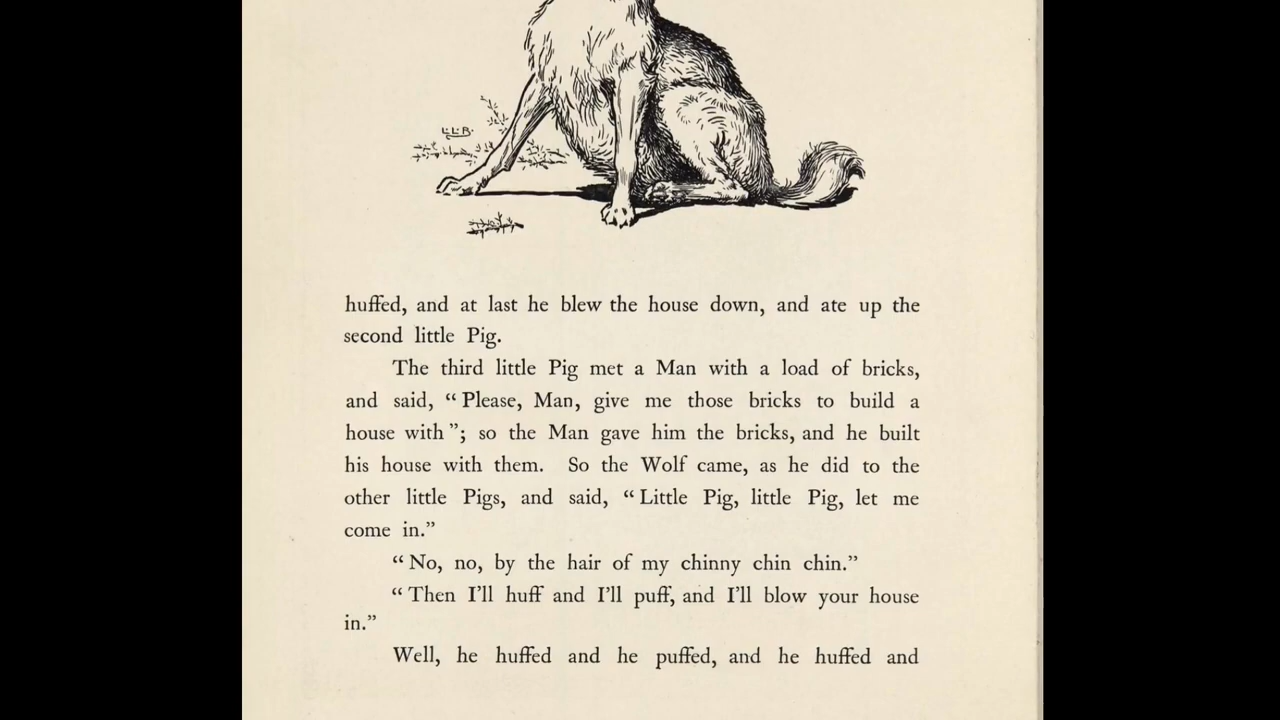 L.L.B.
huffed, and at last he blew the house down, and ate up the
second little Pig.
The third little Pig met a Man with a load of bricks,
and said, “Please, Man, give me those bricks to build a
house with”; so the Man gave him the bricks, and he built
his house with them. So the Wolf came, as he did to the
other little Pigs, and said, “Little Pig, little Pig, let me
come in.”
“No, no, by the hair of my chinny chin chin.”
“Then I’ll huff and I’ll puff, and I’ll blow your house
in.”
Well, he huffed and he puffed, and he huffed and